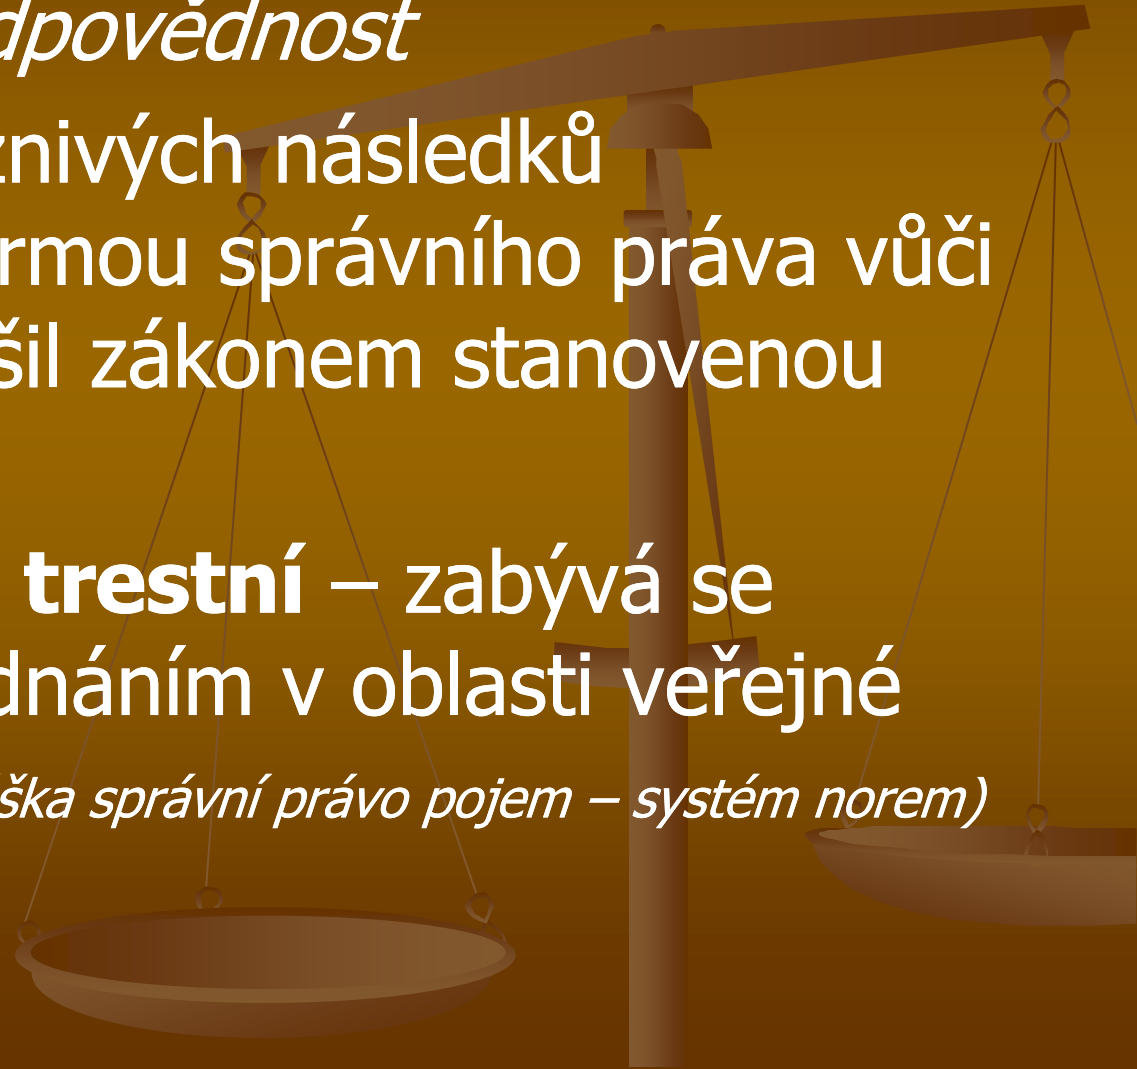 dpovědnost
znivých následků
rmou správního práva vůči
šil zákonem stanovenou
trestní – zabývá se
dnáním v oblasti veřejné
ška správní právo pojem – systém norem)